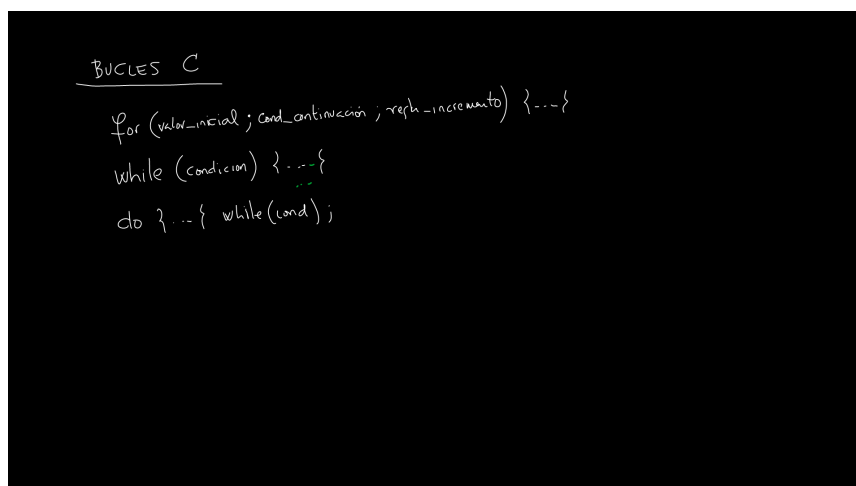 BUCLES C
for (valor_inicial ; cond_continuación ; regla_incremento) {...}
while (condicion) {...}
do {...} while (cond) ;